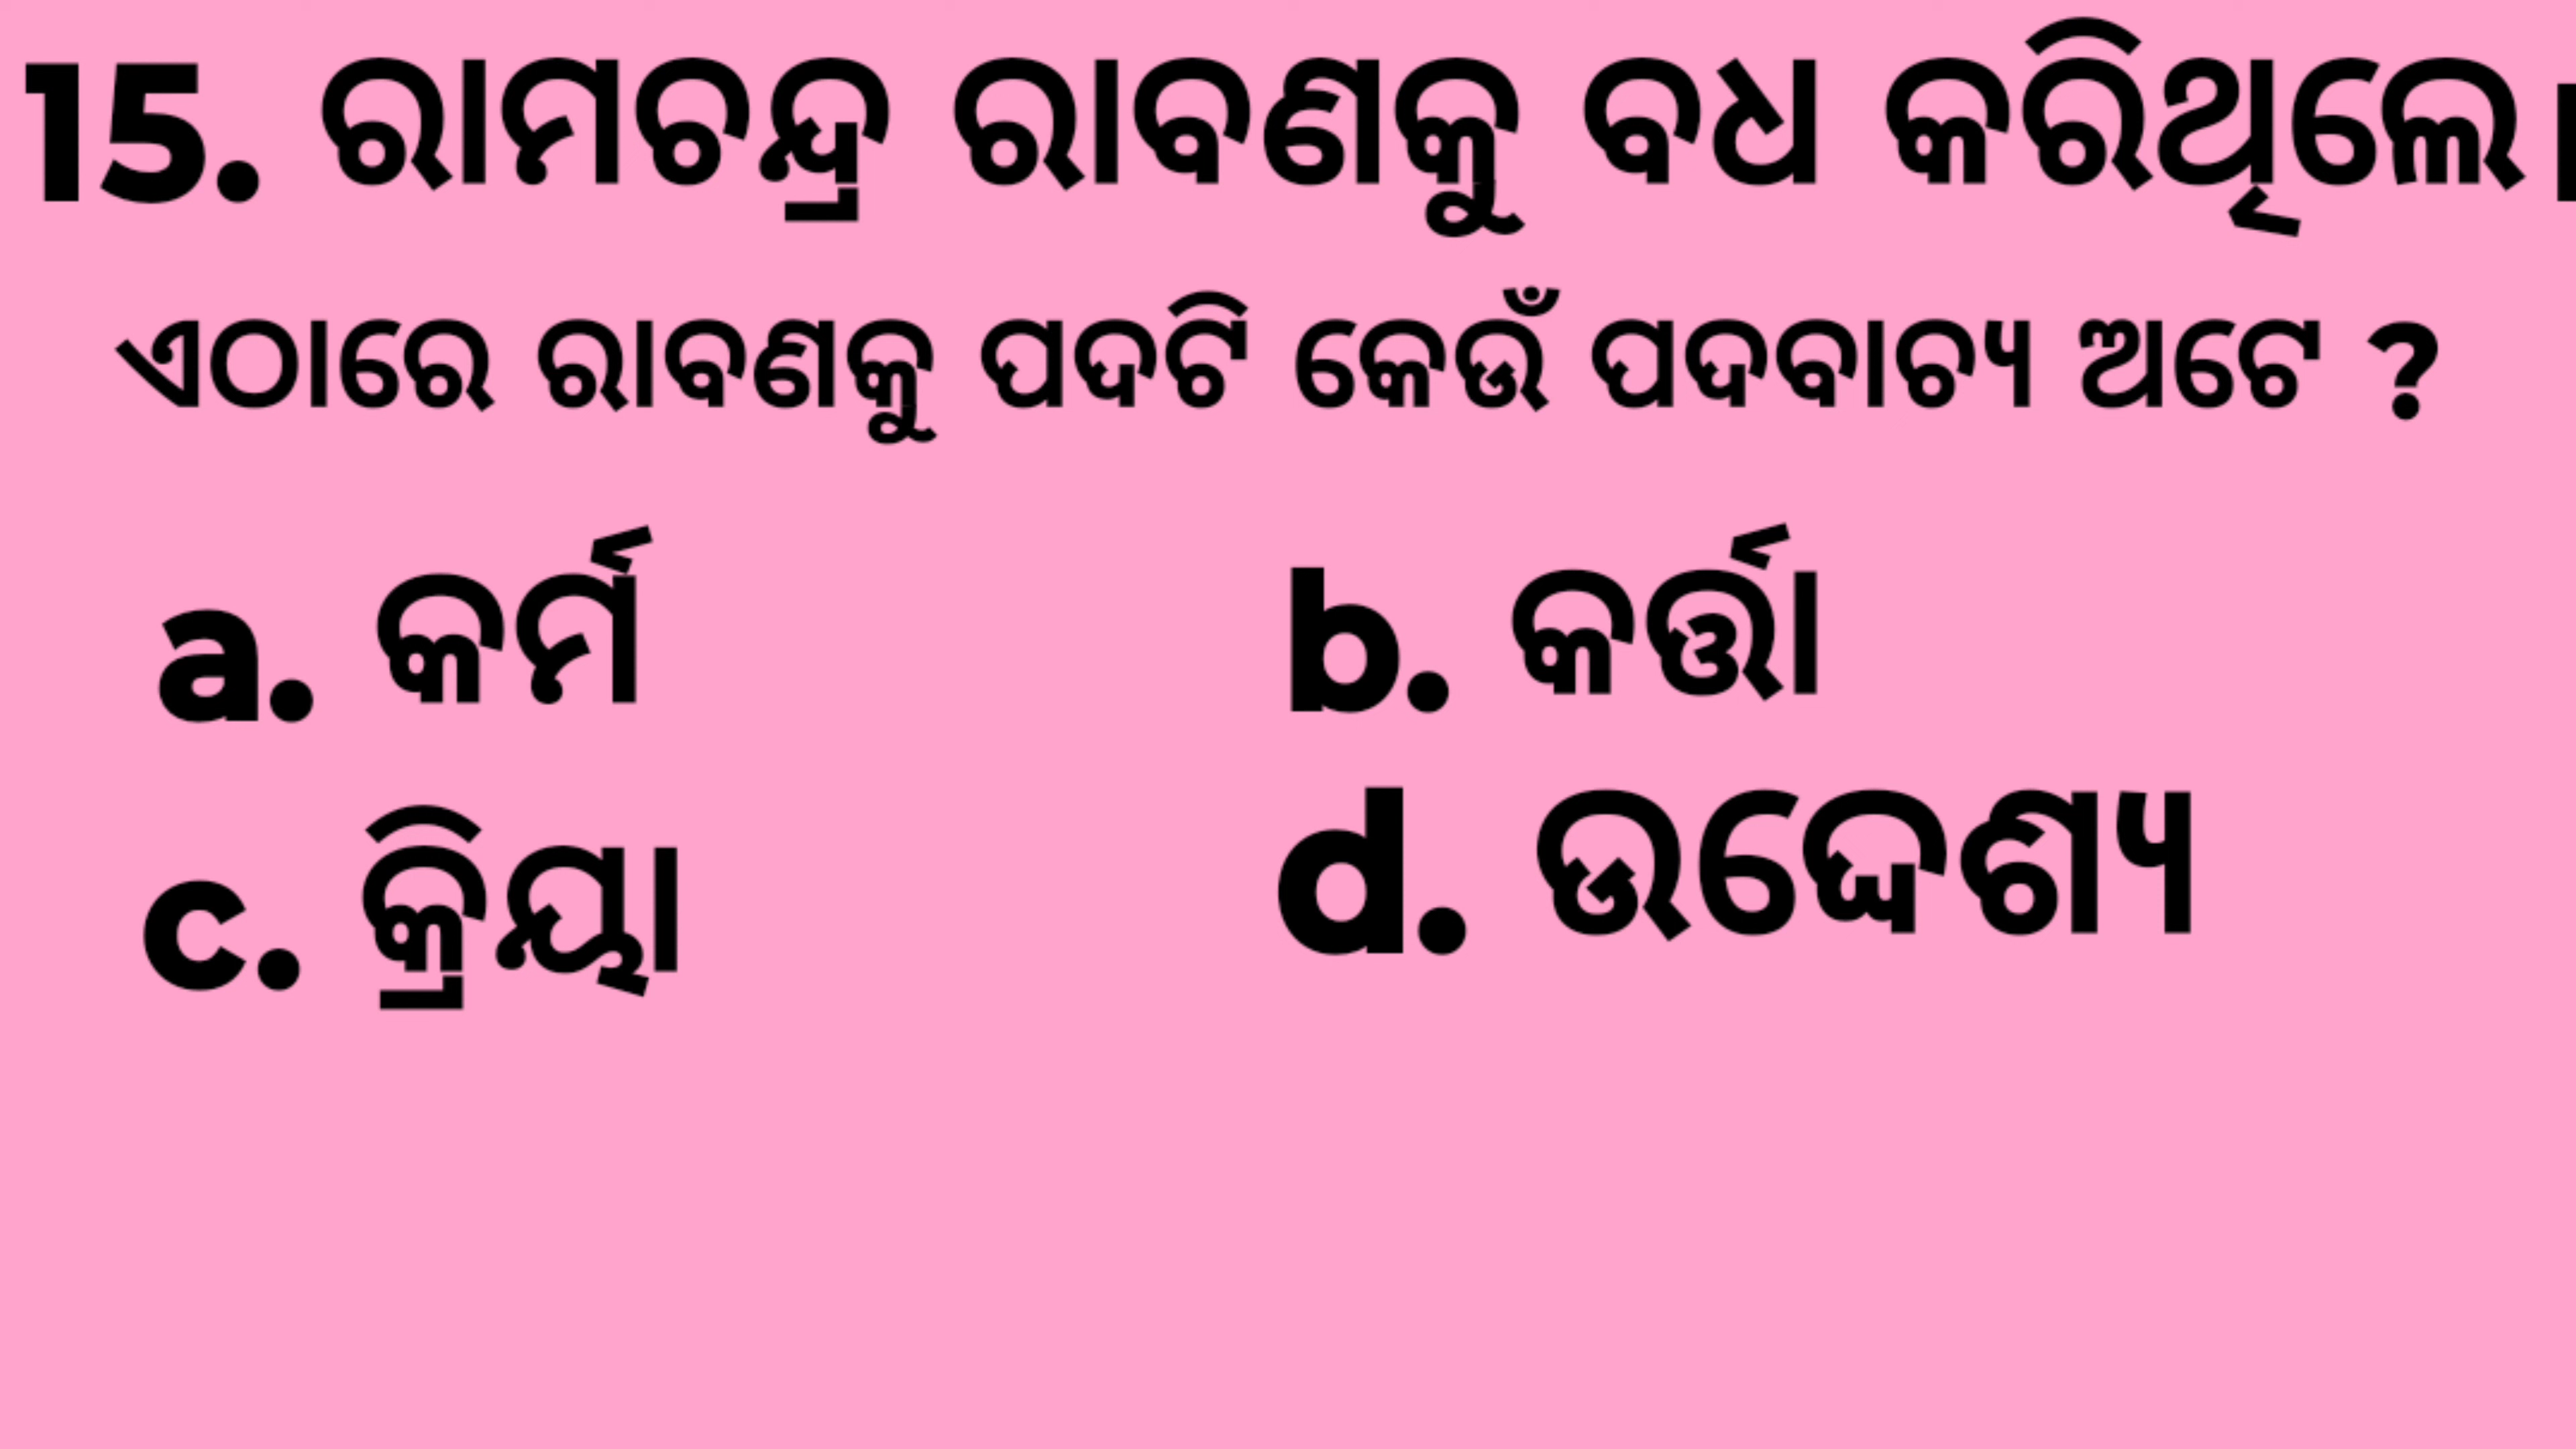 15. ରାମଚନ୍ଦ୍ର ରାବଣକୁ ବଧ କରିଥିଲେ।
ଏଠାରେ ରାବଣକୁ ପଦଟି କେଉଁ ପଦବାଚ୍ୟ ଅଟେ ?
a. କର୍ମ b. କର୍ତ୍ତା
c. କ୍ରିୟା d. ଉଦ୍ଦେଶ୍ୟ